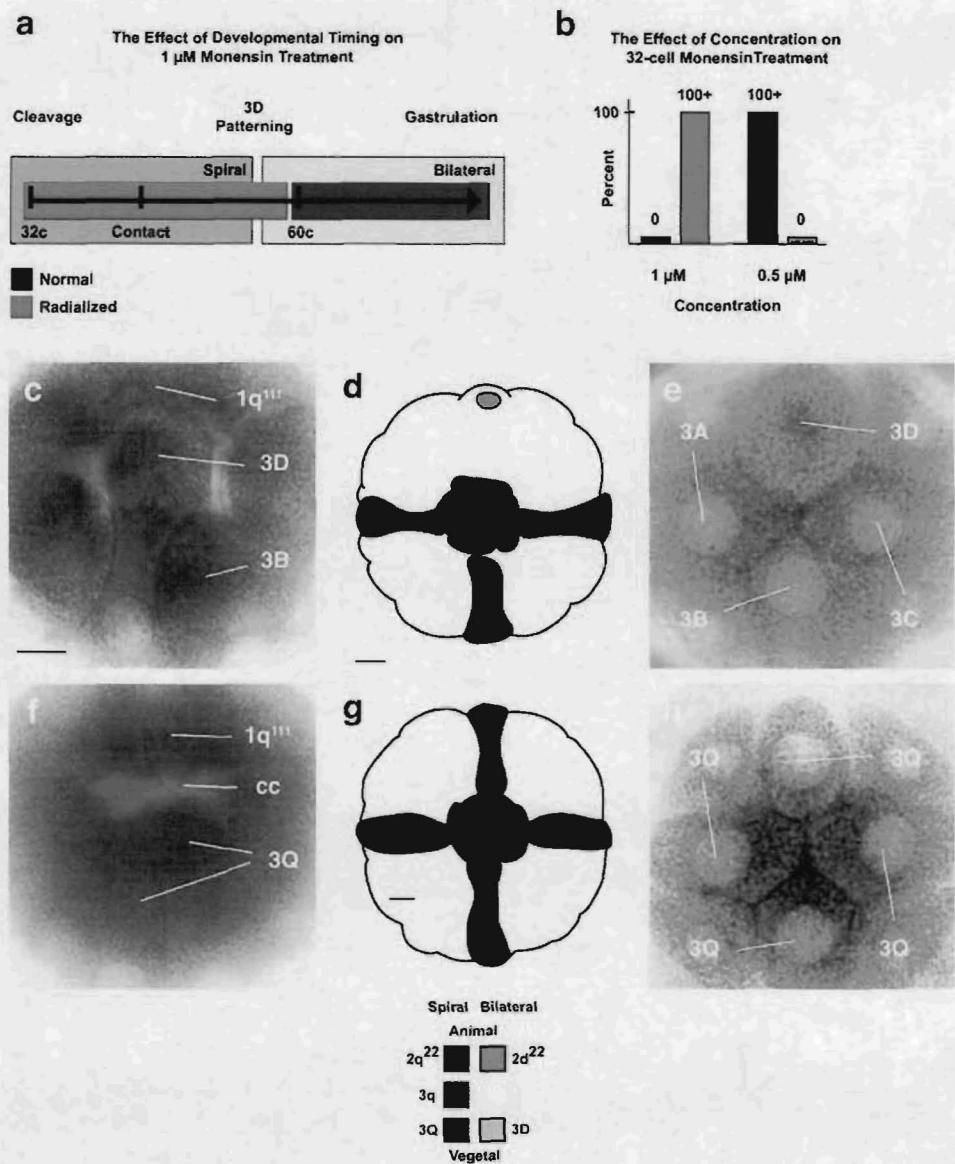 a
The Effect of Developmental Timing on
1 µM Monensin Treatment
Cleavage
3D
Patterning
Gastrulation
Spiral
Bilateral
32c
Contact
60c
Normal
Radialized
b
The Effect of Concentration on
32-cell MonensinTreatment
100+
100+
100
Percent
0
0
1 µM
0.5 µM
Concentration
c
1q¹¹¹
3D
3B
d
e
3A
3D
3B
3C
f
1q¹¹¹
cc
3Q
g
h
3Q
3Q
3Q
3Q
Spiral Bilateral
Animal
2q²² 2d²²
3q
3Q 3D
Vegetal